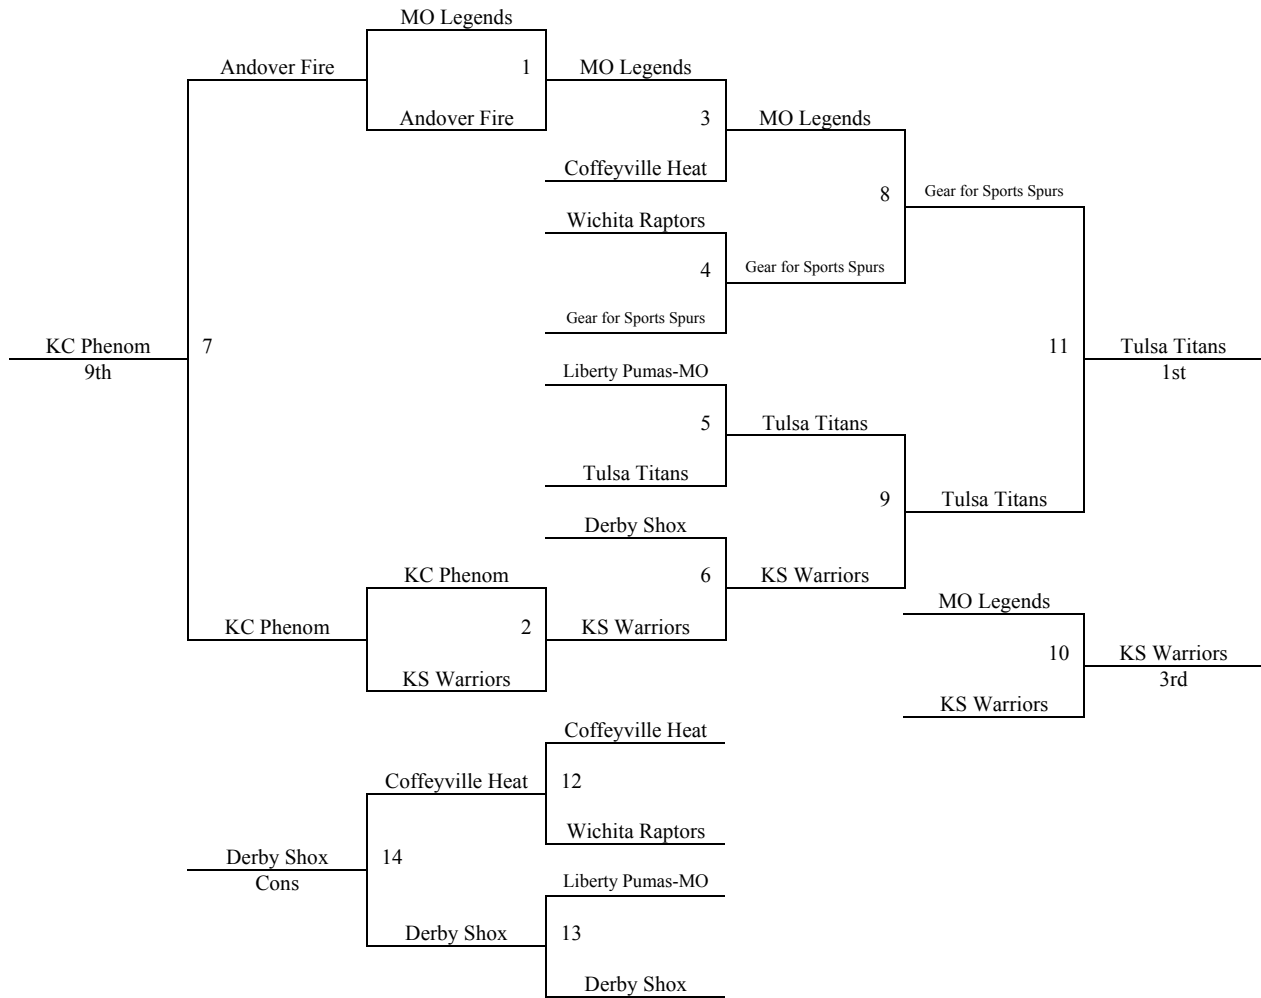 MO Legends
Andover Fire 1 MO Legends
Andover Fire 3 MO Legends
Coffeyville Heat
8 Gear for Sports Spurs
Wichita Raptors
4 Gear for Sports Spurs
Gear for Sports Spurs
KC Phenom 7 11 Tulsa Titans
9th 1st
Liberty Pumas-MO
5 Tulsa Titans
Tulsa Titans
9 Tulsa Titans
Derby Shox
KC Phenom 6 KS Warriors
MO Legends
KC Phenom 2 KS Warriors
10 KS Warriors
KS Warriors 3rd
KS Warriors
Coffeyville Heat
Coffeyville Heat 12
Wichita Raptors
Derby Shox 14
Cons
Liberty Pumas-MO
Derby Shox 13
Derby Shox